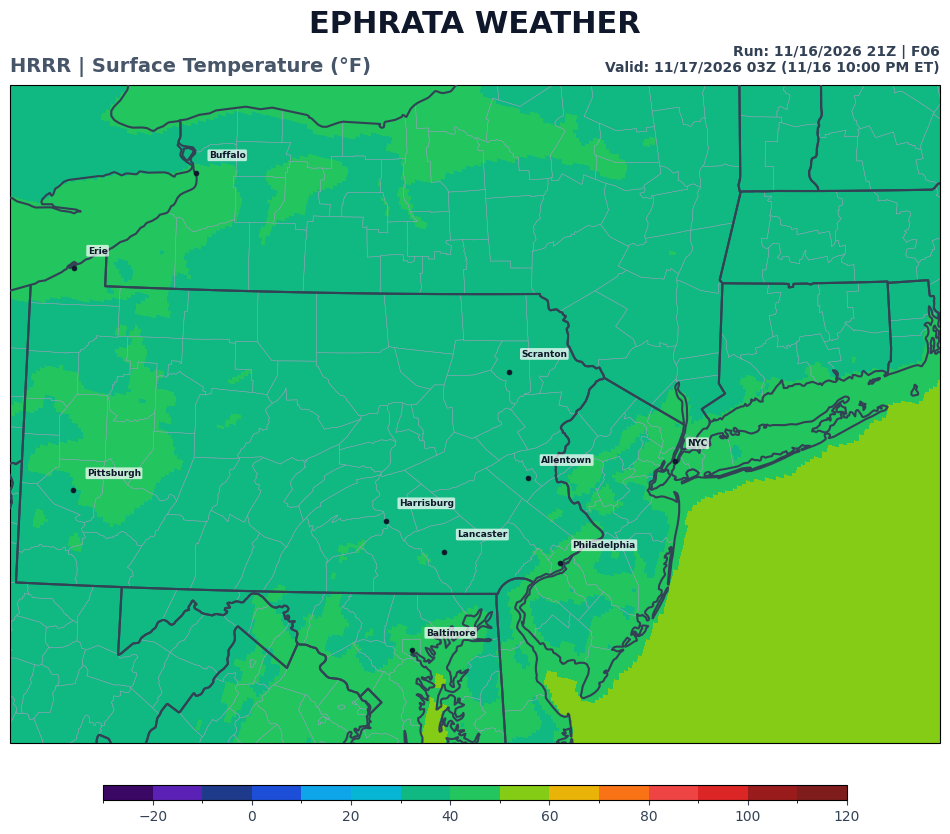 EPHRATA WEATHER
HRRR | Surface Temperature (°F)
Run: 11/16/2026 21Z | F06
Valid: 11/17/2026 03Z (11/16 10:00 PM ET)
Buffalo
Erie
Scranton
NYC
Allentown
Pittsburgh
Harrisburg
Lancaster
Philadelphia
Baltimore
−20 0 20 40 60 80 100 120